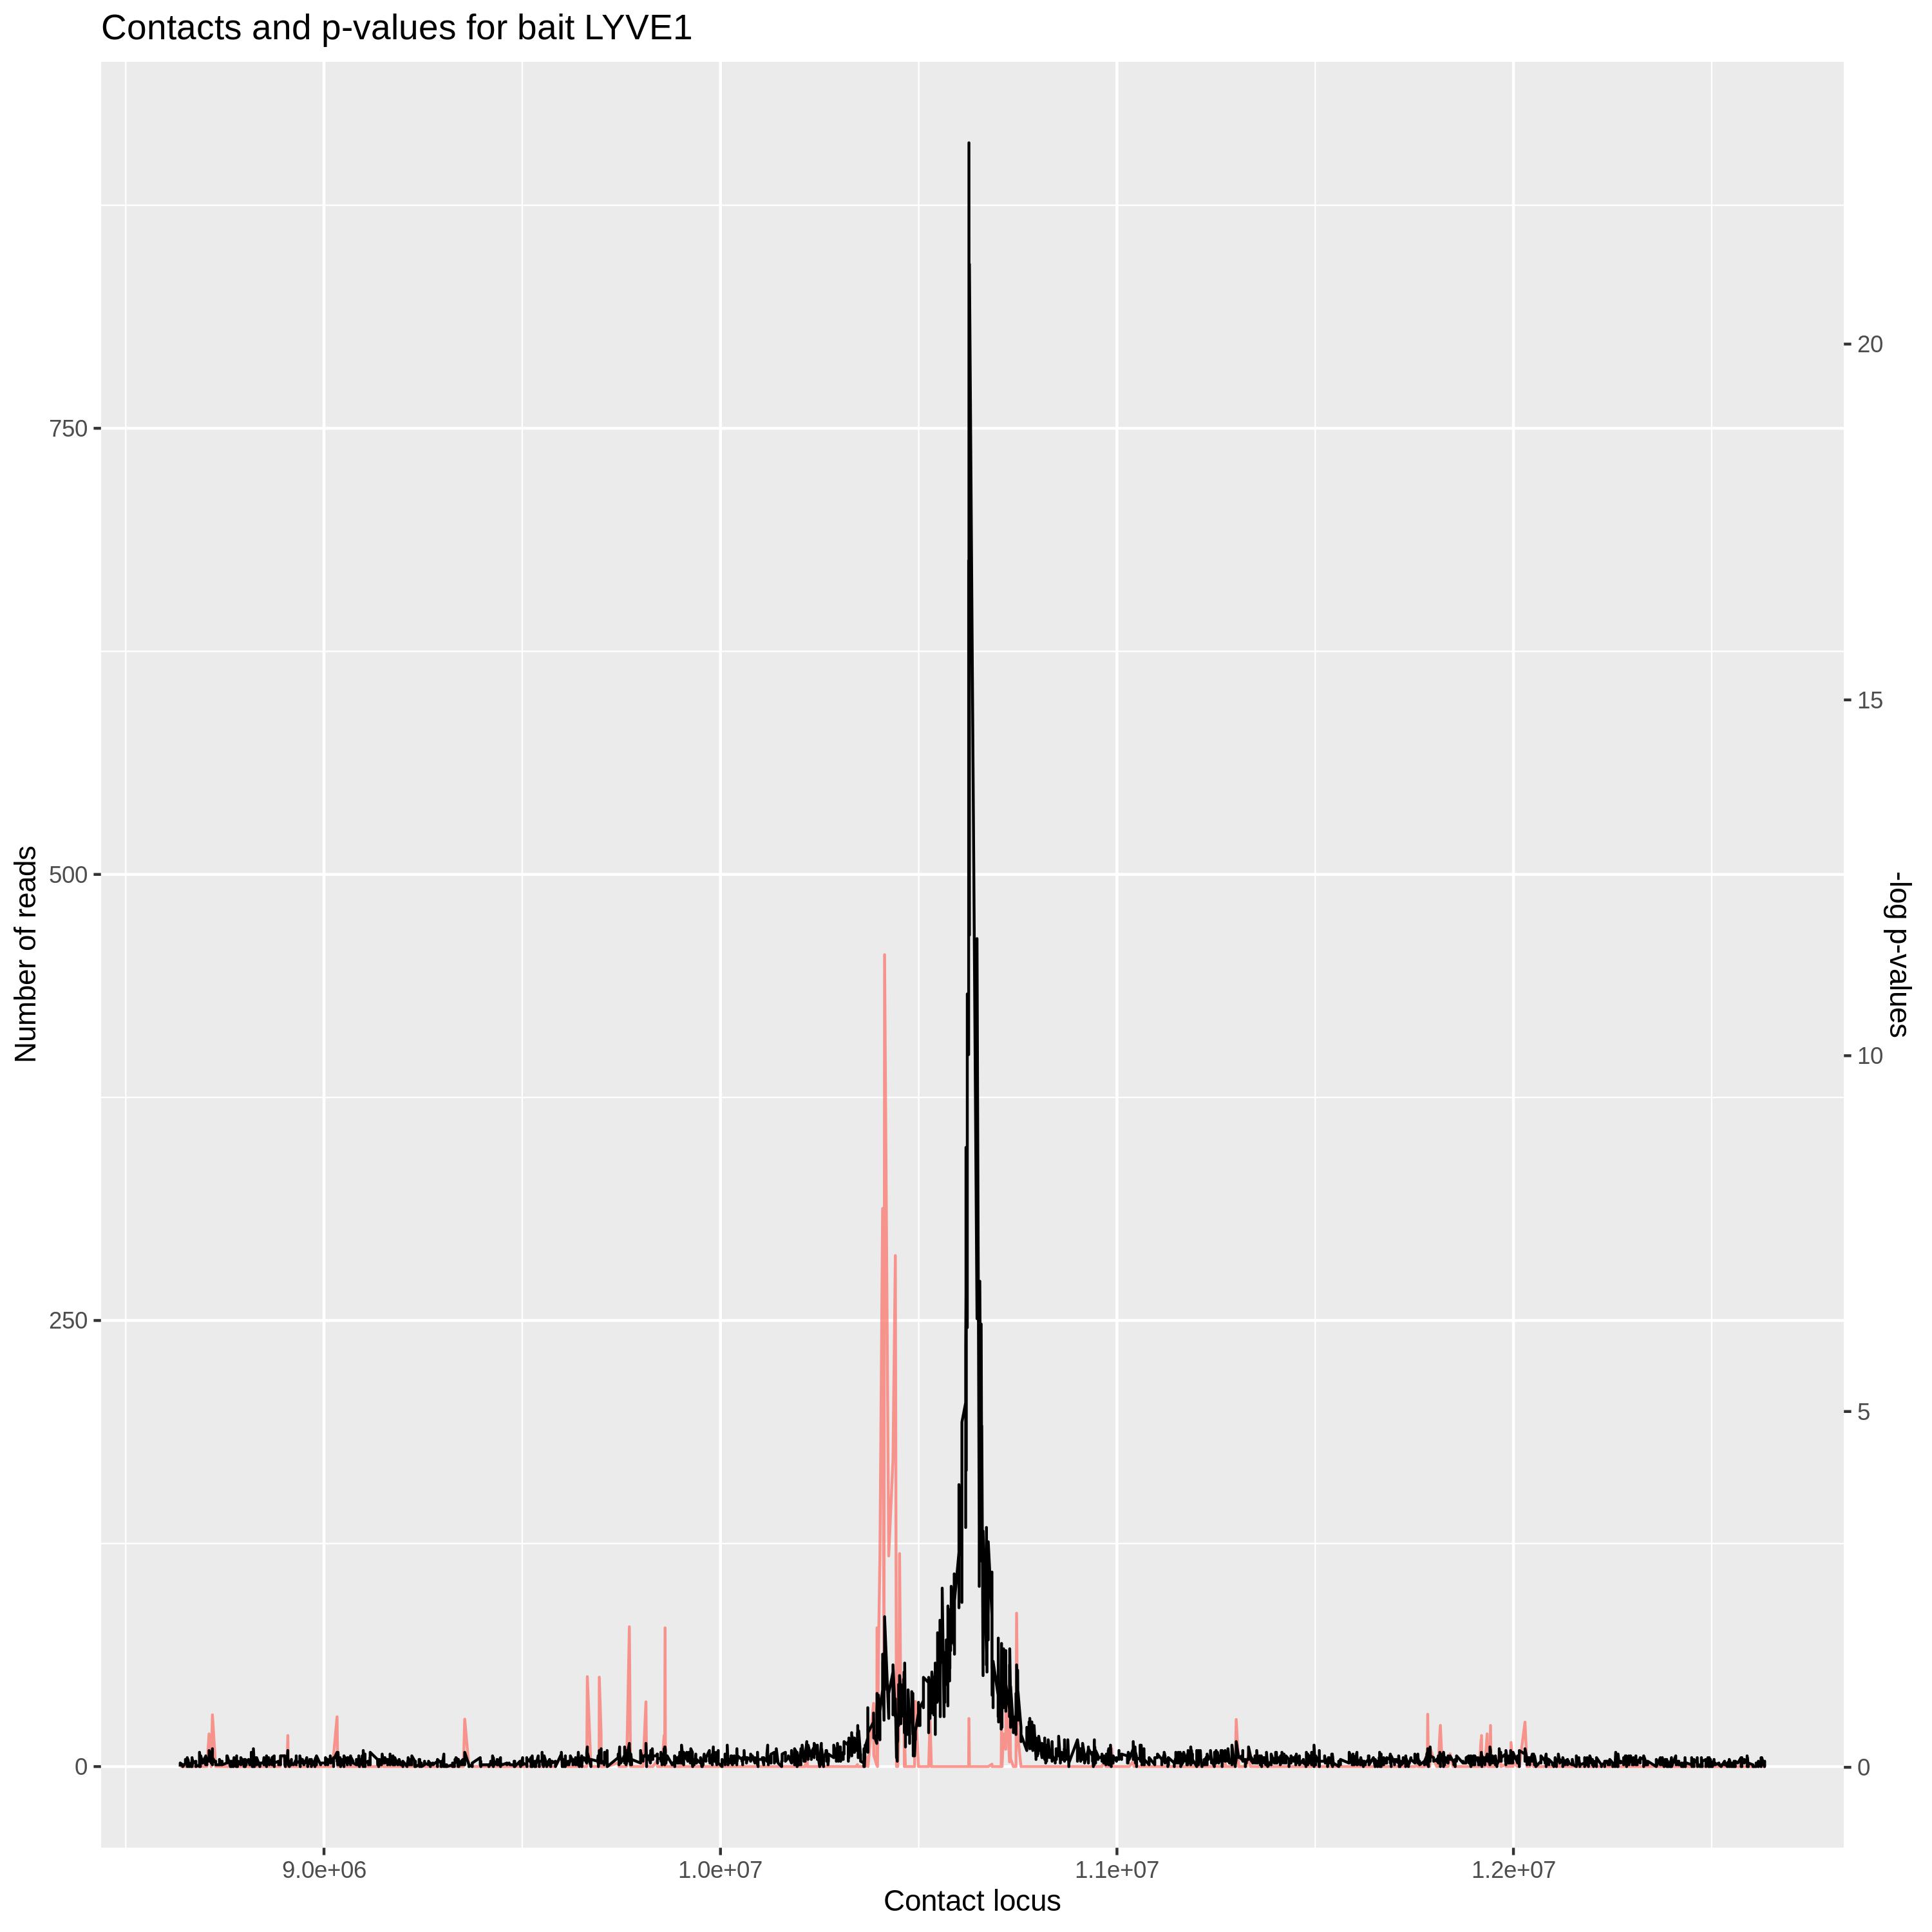 Contacts and p-values for bait LYVE1
Number of reads
750
500
250
0
20
15
10
5
0
-log p-values
9.0e+06 1.0e+07 1.1e+07 1.2e+07
Contact locus